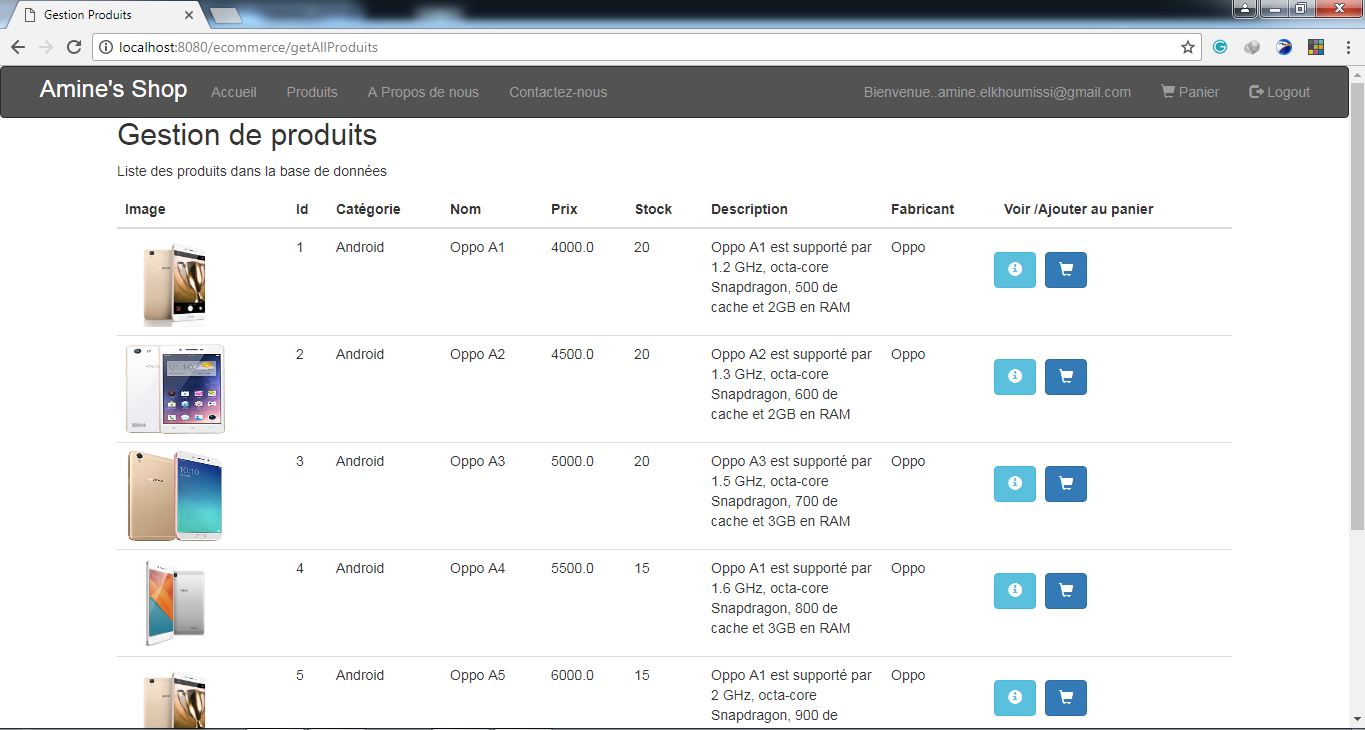 Gestion Produits
localhost:8080/ecommerce/getAllProduits
Amine's Shop Accueil Produits A Propos de nous Contactez-nous Bienvenue..amine.elkhoumissi@gmail.com Panier Logout
Gestion de produits
Liste des produits dans la base de données
Image Id Catégorie Nom Prix Stock Description Fabricant Voir /Ajouter au panier
1 Android Oppo A1 4000.0 20 Oppo A1 est supporté par Oppo
1.2 GHz, octa-core
Snapdragon, 500 de
cache et 2GB en RAM
2 Android Oppo A2 4500.0 20 Oppo A2 est supporté par Oppo
1.3 GHz, octa-core
Snapdragon, 600 de
cache et 2GB en RAM
3 Android Oppo A3 5000.0 20 Oppo A3 est supporté par Oppo
1.5 GHz, octa-core
Snapdragon, 700 de
cache et 3GB en RAM
4 Android Oppo A4 5500.0 15 Oppo A1 est supporté par Oppo
1.6 GHz, octa-core
Snapdragon, 800 de
cache et 3GB en RAM
5 Android Oppo A5 6000.0 15 Oppo A1 est supporté par Oppo
2 GHz, octa-core
Snapdragon, 900 de